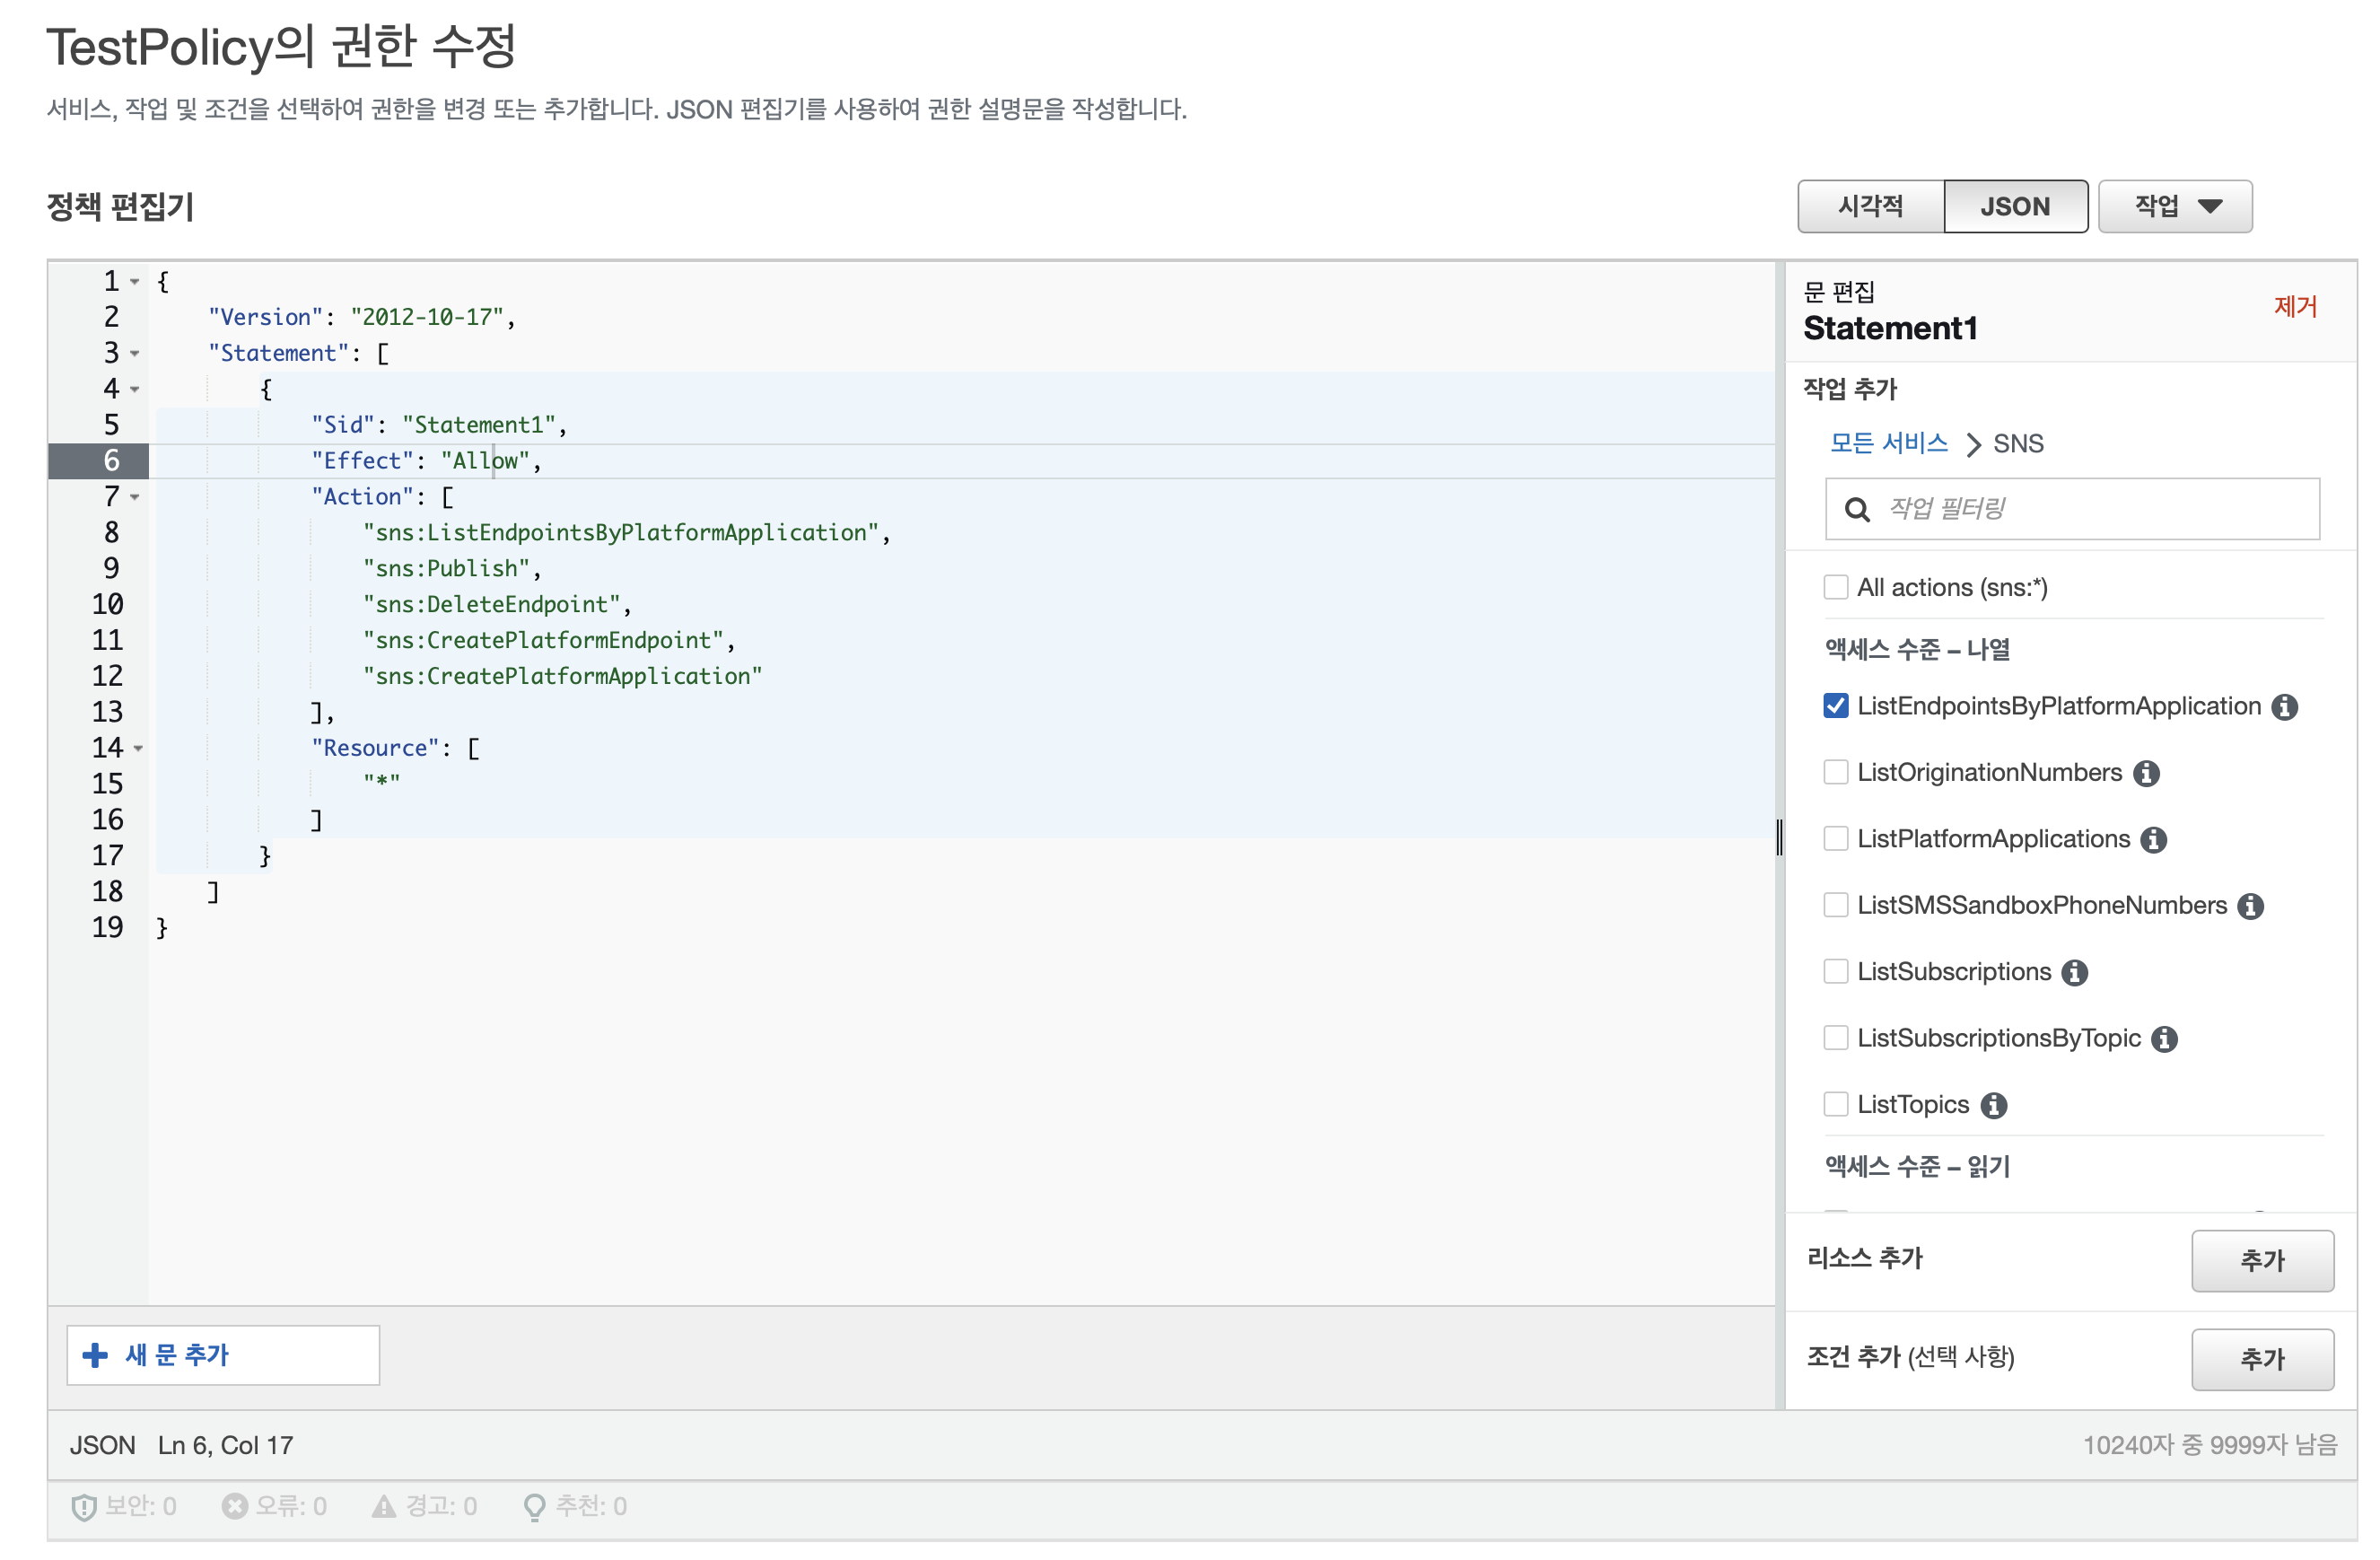 TestPolicy의 권한 수정
서비스, 작업 및 조건을 선택하여 권한을 변경 또는 추가합니다. JSON 편집기를 사용하여 권한 설명문을 작성합니다.
정책 편집기
시각적 JSON 작업
1 {
2 "Version": "2012-10-17",
3 "Statement": [
4 {
5 "Sid": "Statement1",
6 "Effect": "Allow",
7 "Action": [
8 "sns:ListEndpointsByPlatformApplication",
9 "sns:Publish",
10 "sns:DeleteEndpoint",
11 "sns:CreatePlatformEndpoint",
12 "sns:CreatePlatformApplication"
13 ],
14 "Resource": [
15 "*"
16 ]
17 }
18 ]
19 }
새 문 추가
문 편집
Statement1
제거
작업 추가
모든 서비스 SNS
작업 필터링
All actions (sns:*)
액세스 수준 – 나열
ListEndpointsByPlatformApplication
ListOriginationNumbers
ListPlatformApplications
ListSMSSandboxPhoneNumbers
ListSubscriptions
ListSubscriptionsByTopic
ListTopics
액세스 수준 – 읽기
리소스 추가 추가
조건 추가 (선택 사항) 추가
JSON Ln 6, Col 17 10240자 중 9999자 남음
보안: 0 오류: 0 경고: 0 추천: 0